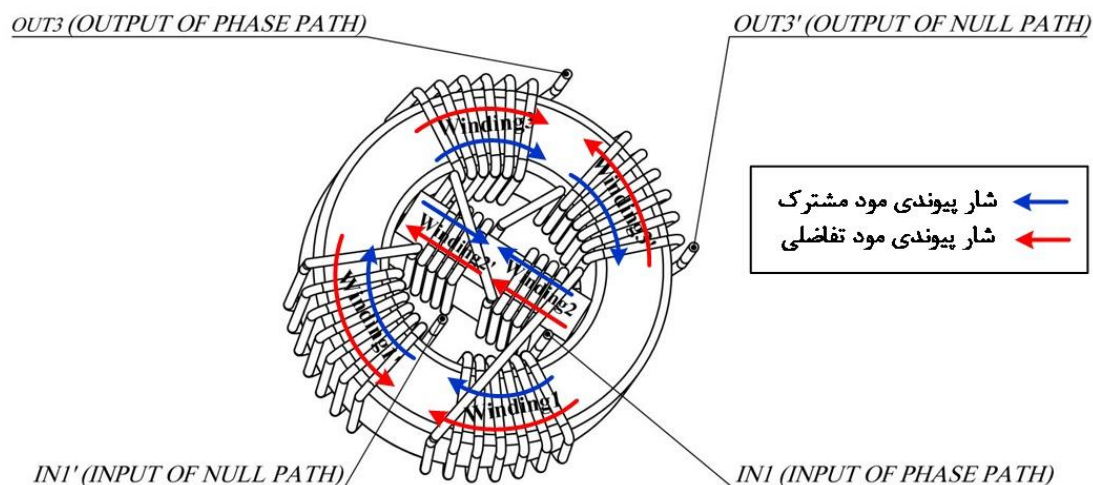 OUT3 (OUTPUT OF PHASE PATH)
OUT3' (OUTPUT OF NULL PATH)
Winding3
Winding3'
شار پیوندی مود مشترک
شار پیوندی مود تفاضلی
Winding2'
Winding2
Winding1'
Winding1
IN1' (INPUT OF NULL PATH)
IN1 (INPUT OF PHASE PATH)